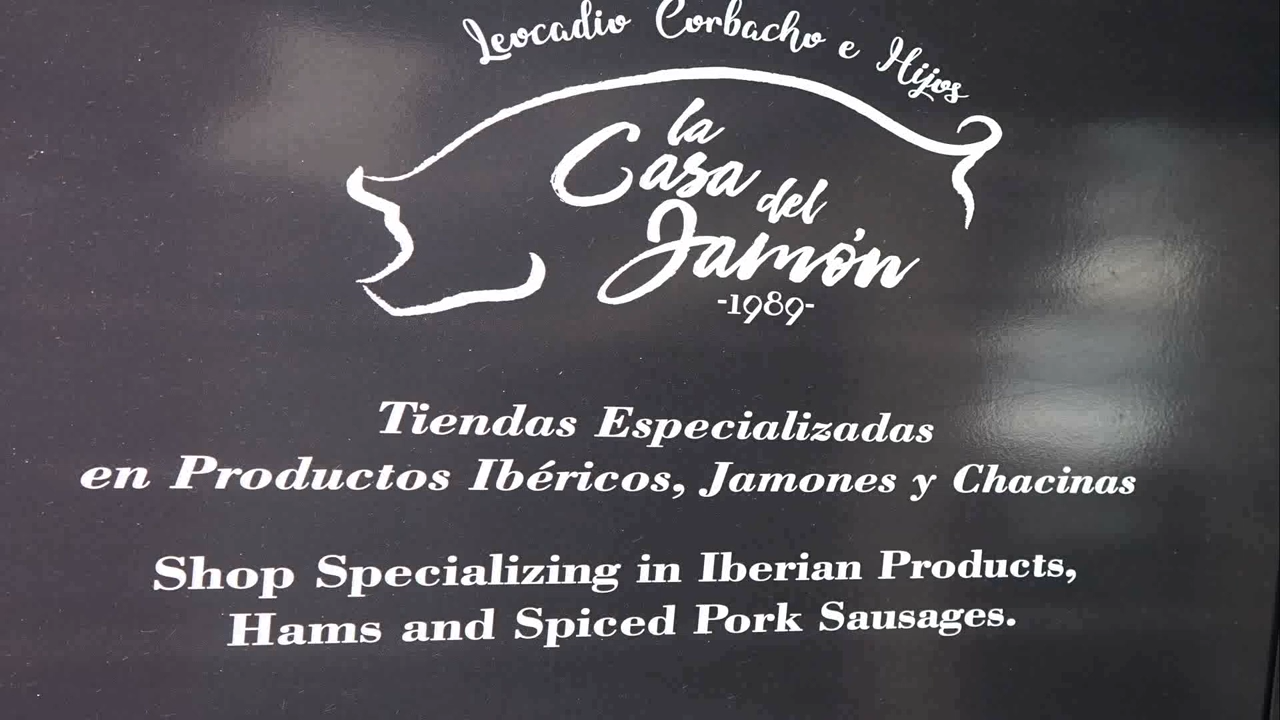 Leocadio Corbacho e Hijos
la
Casa del
Jamón
-1989-
Tiendas Especializadas
en Productos Ibéricos, Jamones y Chacinas
Shop Specializing in Iberian Products,
Hams and Spiced Pork Sausages.